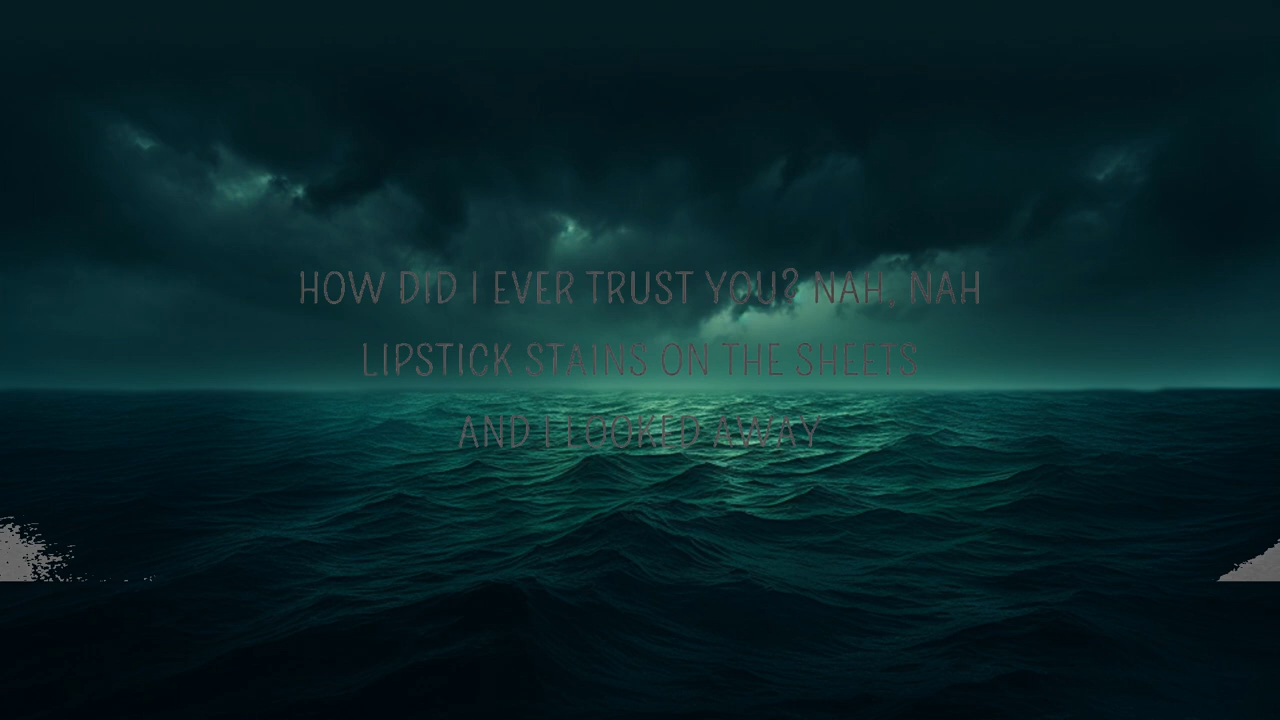 HOW DID I EVER TRUST YOU? NAH, NAH
LIPSTICK STAINS ON THE SHEETS
AND I LOOKED AWAY